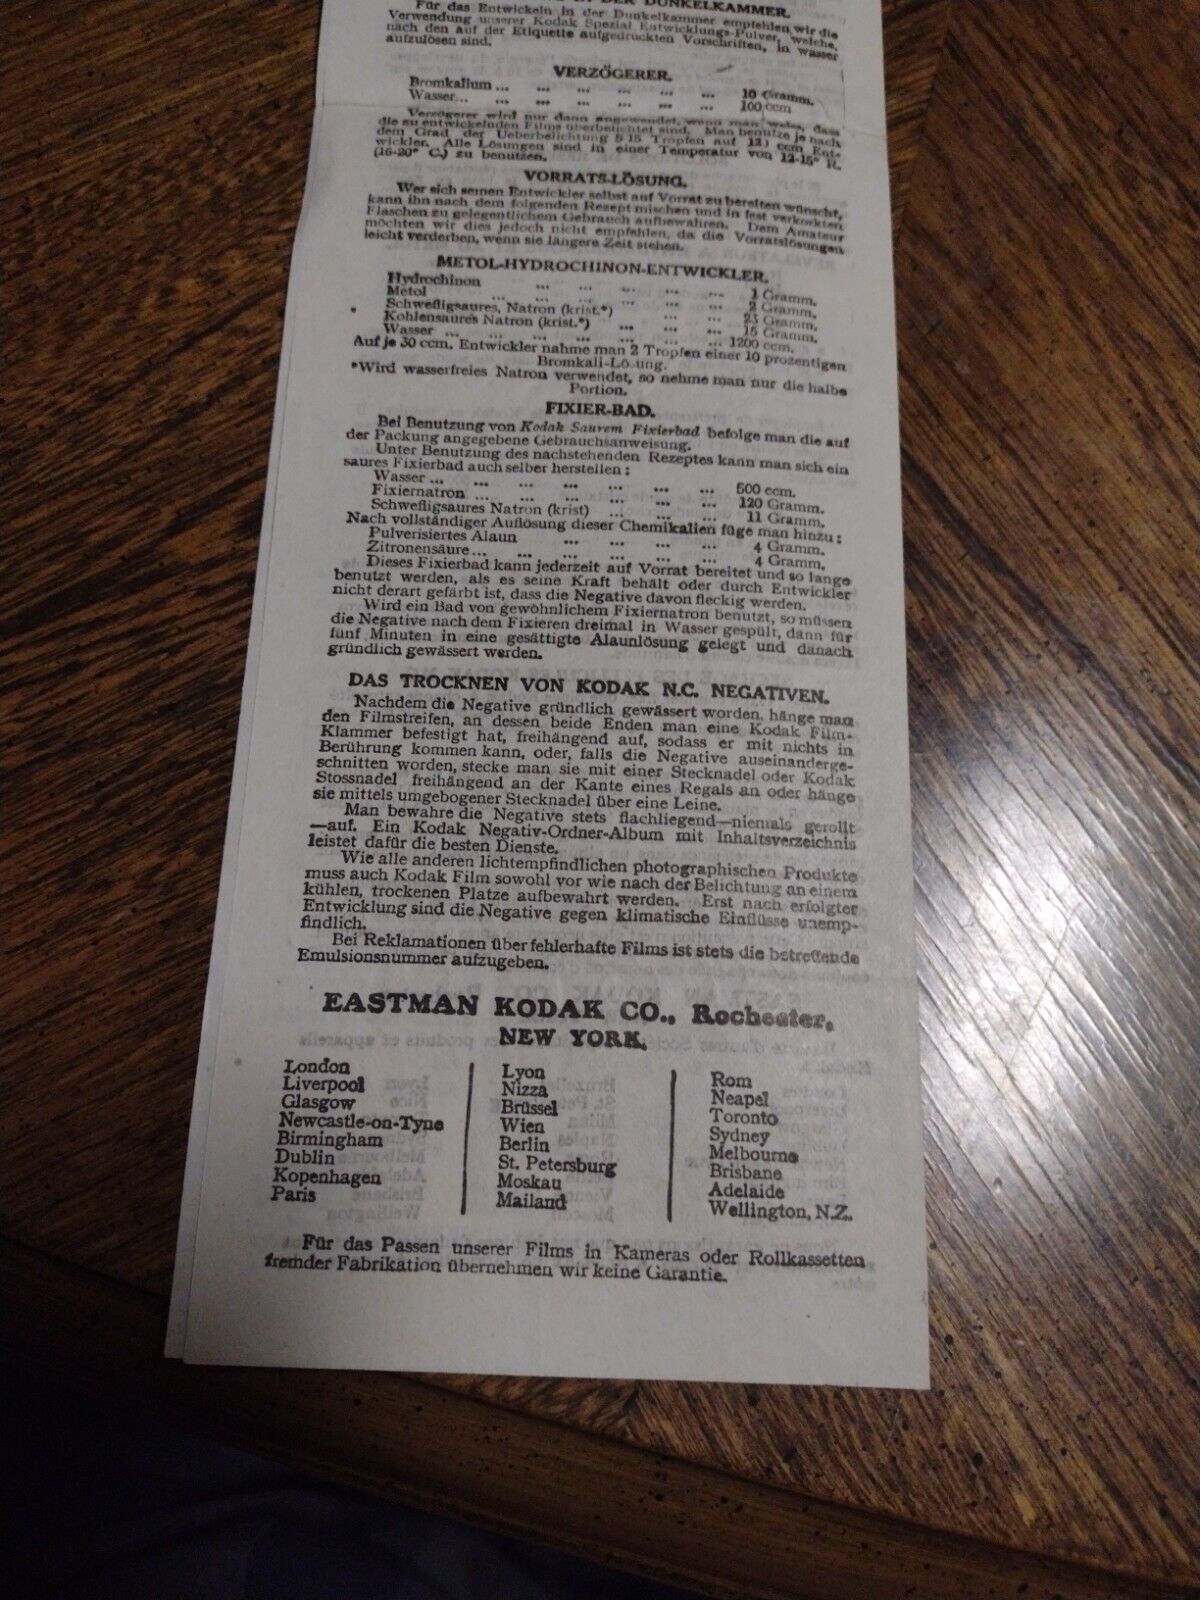 IN DER DUNKELKAMMER.
Für das Entwickeln in der Dunkelkammer empfehlen wir die
Verwendung unserer Kodak Spezial Entwicklungs-Pulver, welche,
nach den auf der Etiquette aufgedruckten Vorschriften, in wasser
aufzulösen sind.
VERZÖGERER.
Bromkalium ... ... ... ... ... ... ... 10 Gramm.
Wasser... ... ... ... ... ... ... 100 ccm
Verzögerer wird nur dann angewendet, wenn man weiss, dass
die zu entwickelnden Films überbelichtet sind. Man benutze je nach
dem Grad der Ueberbelichtung 5-15 Tropfen auf 120 ccm Ent-
wickler. Alle Lösungen sind in einer Temperatur von 12-15° R.
(16-20° C.) zu benutzen.
VORRATS-LÖSUNG.
Wer sich seinen Entwickler selbst auf Vorrat zu bereiten wünscht,
kann ihn nach dem folgenden Rezept mischen und in fest verkorkten
Flaschen zu gelegentlichem Gebrauch aufbewahren. Dem Amateur
möchten wir dies jedoch nicht empfehlen, da die Vorratslösungen
leicht verderben, wenn sie längere Zeit stehen.
METOL-HYDROCHINON-ENTWICKLER.
Hydrochinon ... ... ... ... ... 1 Gramm.
Metol ... ... ... ... ... ... 2 Gramm.
Schwefligsaures, Natron (krist.*) ... ... 23 Gramm.
Kohlensaures Natron (krist.*) ... ... ... 15 Gramm.
Wasser ... ... ... ... ... ... ... 1200 ccm.
Auf je 30 ccm. Entwickler nahme man 2 Tropfen einer 10 prozentigen
Bromkali-Lösung.
*Wird wasserfreies Natron verwendet, so nehme man nur die halbe
Portion.
FIXIER-BAD.
Bei Benutzung von Kodak Saurem Fixierbad befolge man die auf
der Packung angegebene Gebrauchsanweisung.
Unter Benutzung des nachstehenden Rezeptes kann man sich ein
saures Fixierbad auch selber herstellen :
Wasser ... ... ... ... ... ... ... 500 ccm.
Fixiernatron ... ... ... ... ... ... 120 Gramm.
Schwefligsaures Natron (krist) ... ... ... 11 Gramm.
Nach vollständiger Auflösung dieser Chemikalien füge man hinzu :
Pulverisiertes Alaun ... ... ... ... 4 Gramm.
Zitronensäure... ... ... ... ... ... 4 Gramm.
Dieses Fixierbad kann jederzeit auf Vorrat bereitet und so lange
benutzt werden, als es seine Kraft behält oder durch Entwickler
nicht derart gefärbt ist, dass die Negative davon fleckig werden.
Wird ein Bad von gewöhnlichem Fixiernatron benutzt, so müssen
die Negative nach dem Fixieren dreimal in Wasser gespült, dann für
fünf Minuten in eine gesättigte Alaunlösung gelegt und danach
gründlich gewässert werden.
DAS TROCKNEN VON KODAK N.C. NEGATIVEN.
Nachdem die Negative gründlich gewässert worden, hänge man
den Filmstreifen, an dessen beide Enden man eine Kodak Film-
Klammer befestigt hat, freihängend auf, sodass er mit nichts in
Berührung kommen kann, oder, falls die Negative auseinanderge-
schnitten worden, stecke man sie mit einer Stecknadel oder Kodak
Stossnadel freihängend an der Kante eines Regals an oder hänge
sie mittels umgebogener Stecknadel über eine Leine.
Man bewahre die Negative stets flachliegend—niemals gerollt
—auf. Ein Kodak Negativ-Ordner-Album mit Inhaltsverzeichnis
leistet dafür die besten Dienste.
Wie alle anderen lichtempfindlichen photographischen Produkte
muss auch Kodak Film sowohl vor wie nach der Belichtung an einem
kühlen, trockenen Platze aufbewahrt werden. Erst nach erfolgter
Entwicklung sind die Negative gegen klimatische Einflüsse unemp-
findlich.
Bei Reklamationen über fehlerhafte Films ist stets die betreffende
Emulsionsnummer aufzugeben.
EASTMAN KODAK CO., Rochester,
NEW YORK.
London
Liverpool
Glasgow
Newcastle-on-Tyne
Birmingham
Dublin
Kopenhagen
Paris
Lyon
Nizza
Brüssel
Wien
Berlin
St. Petersburg
Moskau
Mailand
Rom
Neapel
Toronto
Sydney
Melbourne
Brisbane
Adelaide
Wellington, N.Z.
Für das Passen unserer Films in Kameras oder Rollkassetten
fremder Fabrikation übernehmen wir keine Garantie.